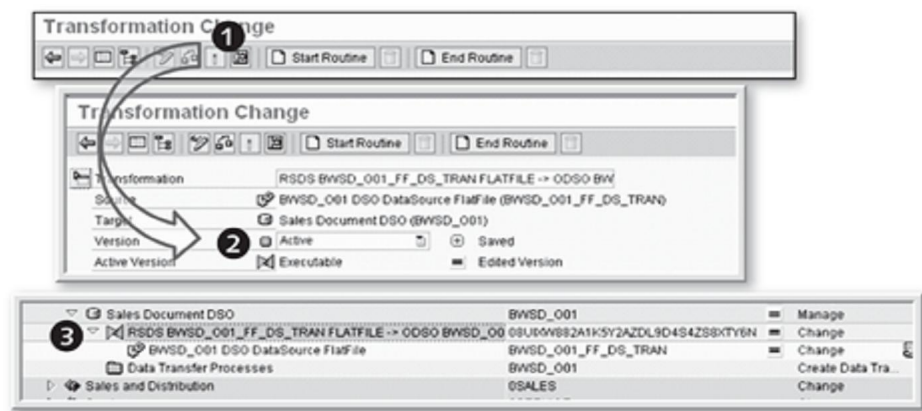 Transformation Change
1
Start Routine End Routine
Transformation Change
Start Routine End Routine
Transformation RSDS BWSD_O01_FF_DS_TRAN FLATFILE -> ODSO BW
Source BWSD_O01 DSO DataSource FlatFile (BWSD_O01_FF_DS_TRAN)
Target Sales Document DSO (BWSD_O01)
Version 2 Active Saved
Active Version Executable = Edited Version
Sales Document DSO BWSD_O01 = Manage
3 RSDS BWSD_O01_FF_DS_TRAN FLATFILE -> ODSO BWSD_O0 = Change
BWSD_O01 DSO DataSource FlatFile BWSD_O01_FF_DS_TRAN = Change
Data Transfer Processes BWSD_O01 Create Data Tra...
Sales and Distribution 0SALES Change